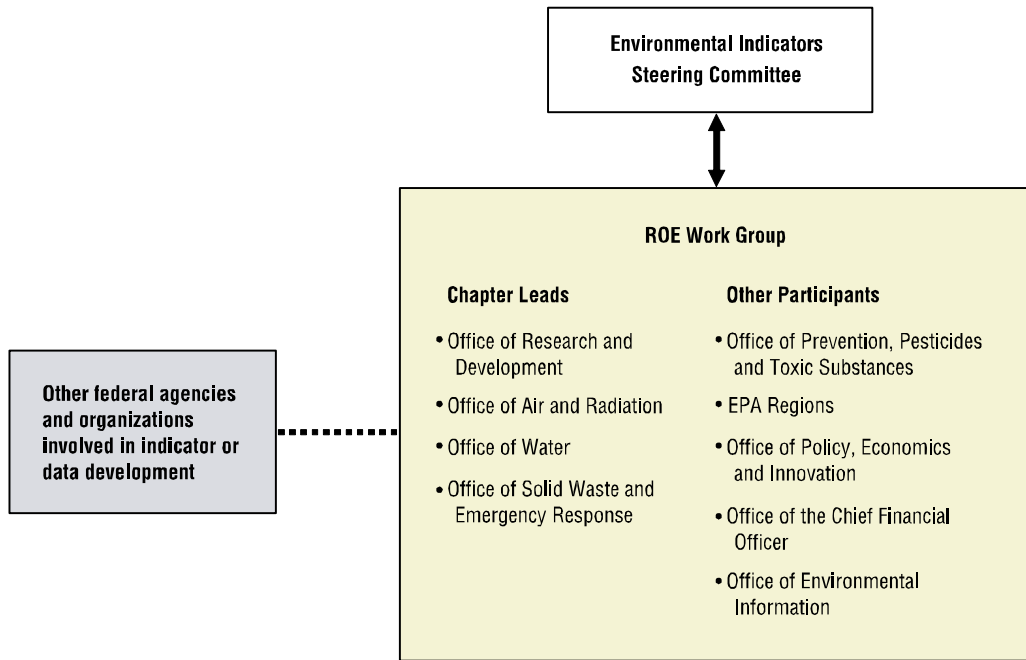 Environmental Indicators
Steering Committee
ROE Work Group
Chapter Leads
• Office of Research and
Development
• Office of Air and Radiation
• Office of Water
• Office of Solid Waste and
Emergency Response
Other Participants
• Office of Prevention, Pesticides
and Toxic Substances
• EPA Regions
• Office of Policy, Economics
and Innovation
• Office of the Chief Financial
Officer
• Office of Environmental
Information
Other federal agencies
and organizations
involved in indicator or
data development